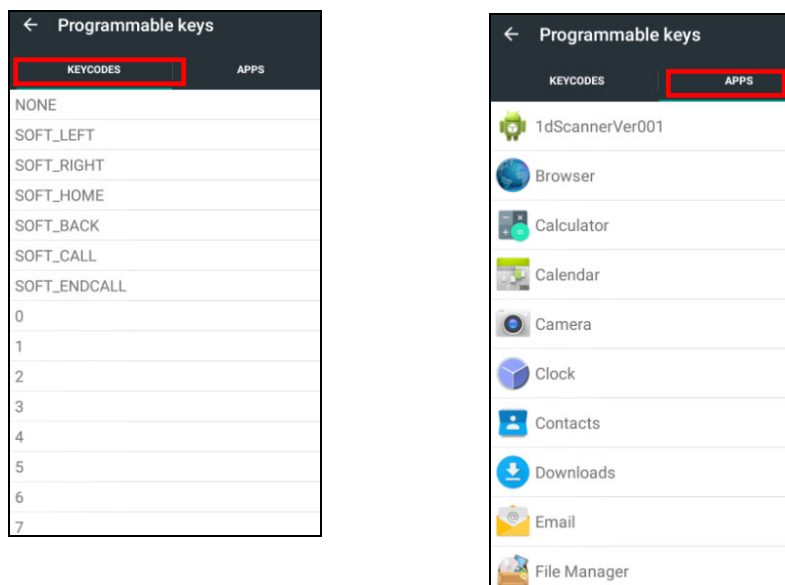 ← Programmable keys
KEYCODES APPS
NONE
SOFT_LEFT
SOFT_RIGHT
SOFT_HOME
SOFT_BACK
SOFT_CALL
SOFT_ENDCALL
0
1
2
3
4
5
6
7
← Programmable keys
KEYCODES APPS
1dScannerVer001
Browser
Calculator
Calendar
Camera
Clock
Contacts
Downloads
Email
File Manager